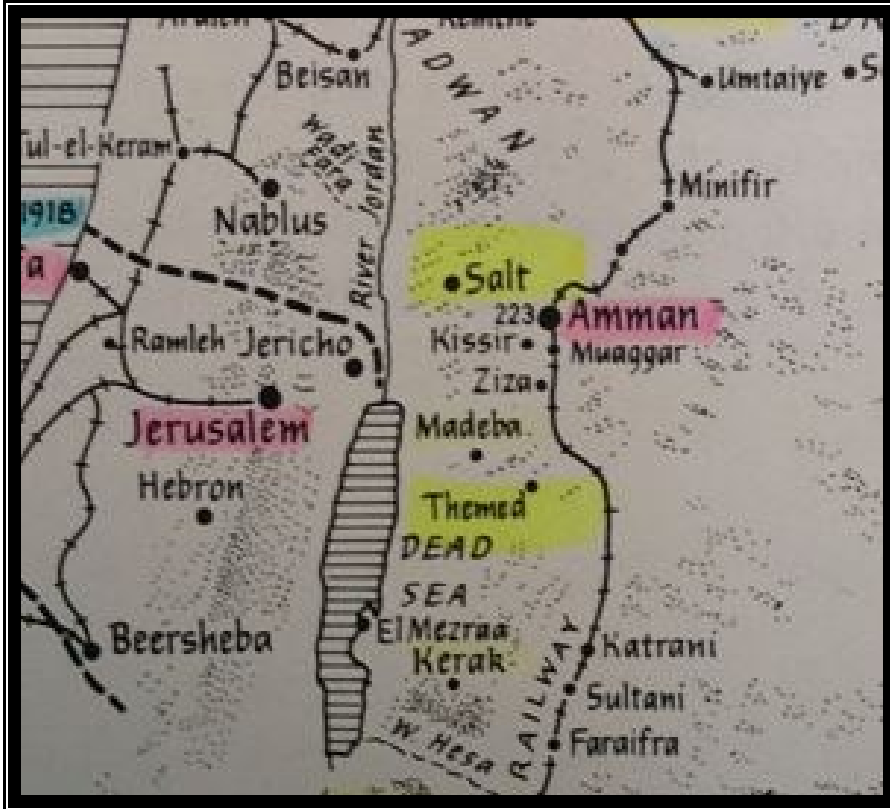 Beisan
ADWAN
Umtaiye
Tul-el-Keram
Wadi
Fara
River Jordan
Minifir
1918
Nablus
Salt
223
Amman
Ramleh
Jericho
Kissir
Muaggar
Ziza
Jerusalem
Madeba
Hebron
Themed
DEAD
SEA
El Mezraa
Beersheba
Kerak
Katrani
RAILWAY
Sultani
W Hesa
Faraifra